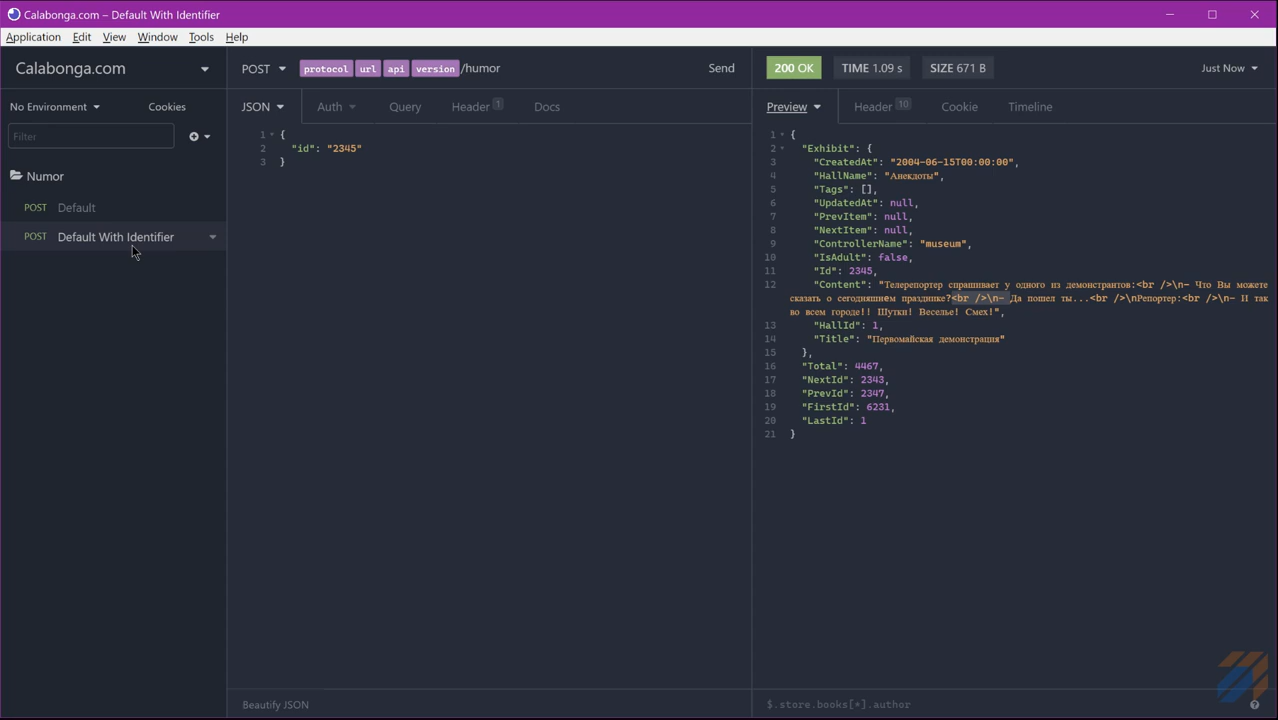 Calabonga.com – Default With Identifier
Application Edit View Window Tools Help
Calabonga.com
POST protocol url api version /humor Send
200 OK TIME 1.09 s SIZE 671 B Just Now
No Environment Cookies
JSON Auth Query Header 1 Docs
Preview Header 10 Cookie Timeline
Filter
Numor
POST Default
POST Default With Identifier
1 {
2 "id": "2345"
3 }
1 {
2 "Exhibit": {
3 "CreatedAt": "2004-06-15T00:00:00",
4 "HallName": "Анекдоты",
5 "Tags": [],
6 "UpdatedAt": null,
7 "PrevItem": null,
8 "NextItem": null,
9 "ControllerName": "museum",
10 "IsAdult": false,
11 "Id": 2345,
12 "Content": "Телерепортер спрашивает у одного из демонстрантов:<br />\n- Что Вы можете
сказать о сегодняшнем празднике?<br />\n- Да пошел ты...<br />\nРепортер:<br />\n- И так
во всем городе!! Шутки! Веселье! Смех!",
13 "HallId": 1,
14 "Title": "Первомайская демонстрация"
15 },
16 "Total": 4467,
17 "NextId": 2343,
18 "PrevId": 2347,
19 "FirstId": 6231,
20 "LastId": 1
21 }
Beautify JSON
$.store.books[*].author